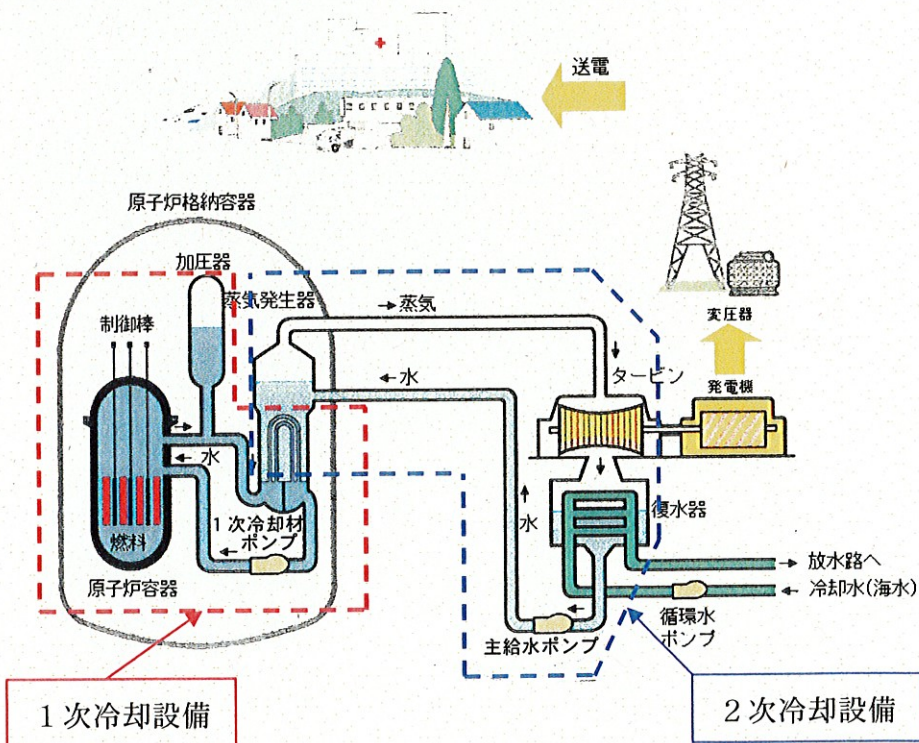 送電
原子炉格納容器
加圧器
蒸気発生器
→蒸気
制御棒
変圧器
←水
タービン
発電機
水
水
復水器
1次冷却材
ポンプ
燃料
放水路へ
原子炉容器
冷却水(海水)
循環水
ポンプ
主給水ポンプ
1次冷却設備
2次冷却設備